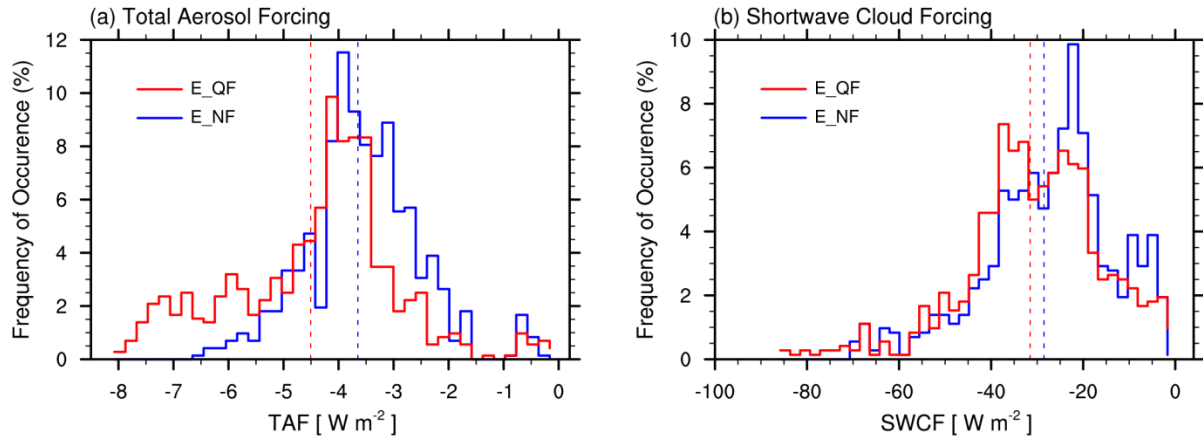 (a) Total Aerosol Forcing
12
10
8
6
4
2
0
Frequency of Occurence (%)
E_QF
E_NF
-8 -7 -6 -5 -4 -3 -2 -1 0
TAF [ W m-2 ]
(b) Shortwave Cloud Forcing
10
8
6
4
2
0
Frequency of Occurence (%)
E_QF
E_NF
-100 -80 -60 -40 -20 0
SWCF [ W m-2 ]